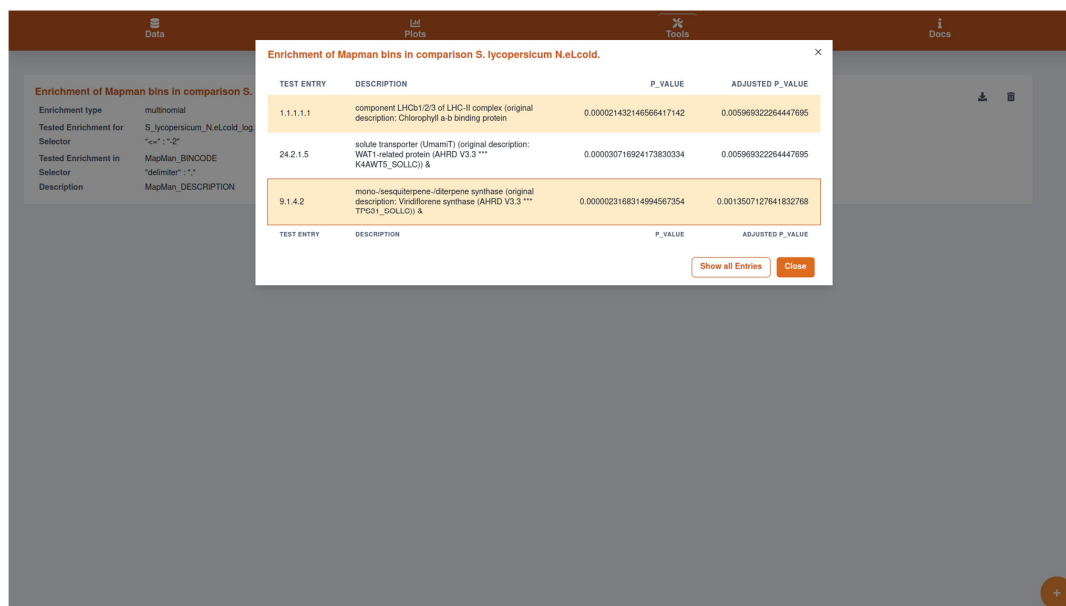 Data
Plots
Tools
Docs
Enrichment of Mapman bins in comparison S. lycopersicum N.eLcold.
×
TEST ENTRY DESCRIPTION P_VALUE ADJUSTED P_VALUE
1.1.1.1.1 component LHCb1/2/3 of LHC-II complex (original description: Chlorophyll a-b binding protein 0.000021432146566417142 0.005969322264447695
24.2.1.5 solute transporter (UmamiT) (original description: WAT1-related protein (AHRD V3.3 *** K4AWT5_SOLLC)) & 0.00003071692417383‌0334 0.005969322264447695
9.1.4.2 mono-/sesquiterpene-/diterpene synthase (original description: Viridiflorene synthase (AHRD V3.3 *** TPS31_SOLLC)) & 0.0000023168314994567354 0.0013507127641832768
TEST ENTRY DESCRIPTION P_VALUE ADJUSTED P_VALUE
Show all Entries
Close
Enrichment of Mapman bins in comparison S.
Enrichment type multinomial
Tested Enrichment for S_lycopersicum_N.eLcold_log.
Selector "<=" : "-2"
Tested Enrichment in MapMan_BINCODE
Selector "delimiter" : ","
Description MapMan_DESCRIPTION
+